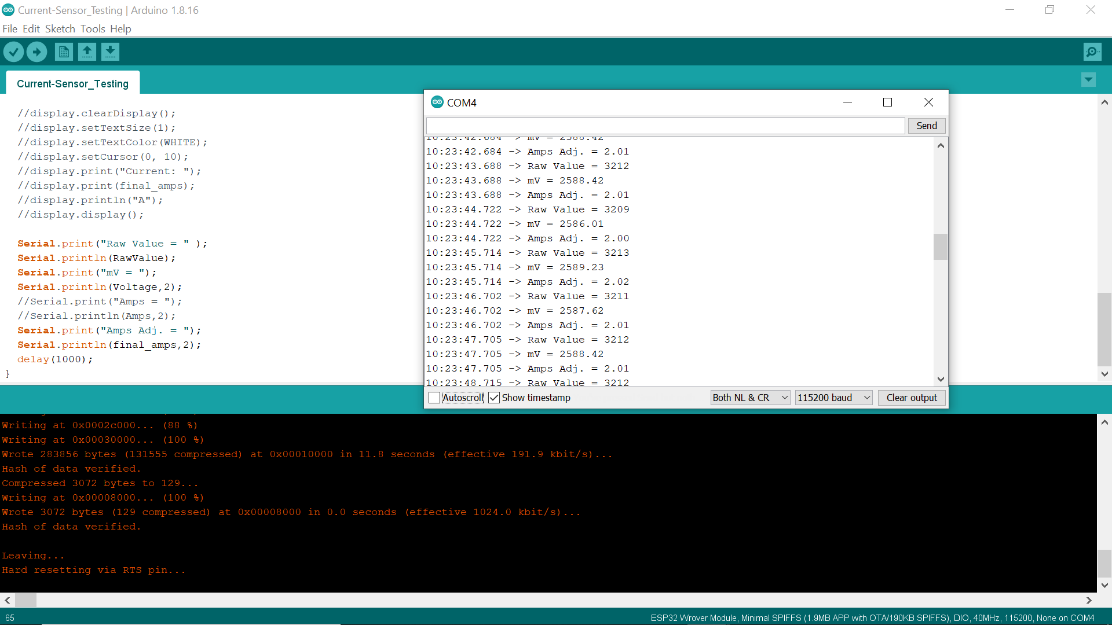 Current-Sensor_Testing | Arduino 1.8.16
File Edit Sketch Tools Help
Current-Sensor_Testing
//display.clearDisplay();
//display.setTextSize(1);
//display.setTextColor(WHITE);
//display.setCursor(0, 10);
//display.print("Current: ");
//display.print(final_amps);
//display.println("A");
//display.display();
Serial.print("Raw Value = " );
Serial.println(RawValue);
Serial.print("mV = ");
Serial.println(Voltage,2);
//Serial.print("Amps = ");
//Serial.println(Amps,2);
Serial.print("Amps Adj. = ");
Serial.println(final_amps,2);
delay(1000);
}
COM4
Send
10:23:42.684 -> mV = 2588.42
10:23:42.684 -> Amps Adj. = 2.01
10:23:43.688 -> Raw Value = 3212
10:23:43.688 -> mV = 2588.42
10:23:43.688 -> Amps Adj. = 2.01
10:23:44.722 -> Raw Value = 3209
10:23:44.722 -> mV = 2586.01
10:23:44.722 -> Amps Adj. = 2.00
10:23:45.714 -> Raw Value = 3213
10:23:45.714 -> mV = 2589.23
10:23:45.714 -> Amps Adj. = 2.02
10:23:46.702 -> Raw Value = 3211
10:23:46.702 -> mV = 2587.62
10:23:46.702 -> Amps Adj. = 2.01
10:23:47.705 -> Raw Value = 3212
10:23:47.705 -> mV = 2588.42
10:23:47.705 -> Amps Adj. = 2.01
10:23:48.715 -> Raw Value = 3212
Autoscroll Show timestamp Both NL & CR 115200 baud Clear output
Writing at 0x0002c000... (88 %)
Writing at 0x00030000... (100 %)
Wrote 283856 bytes (131555 compressed) at 0x00010000 in 11.8 seconds (effective 191.9 kbit/s)...
Hash of data verified.
Compressed 3072 bytes to 129...
Writing at 0x00008000... (100 %)
Wrote 3072 bytes (129 compressed) at 0x00008000 in 0.0 seconds (effective 1024.0 kbit/s)...
Hash of data verified.
Leaving...
Hard resetting via RTS pin...
65 ESP32 Wrover Module, Minimal SPIFFS (1.9MB APP with OTA/190KB SPIFFS), DIO, 40MHz, 115200, None on COM4